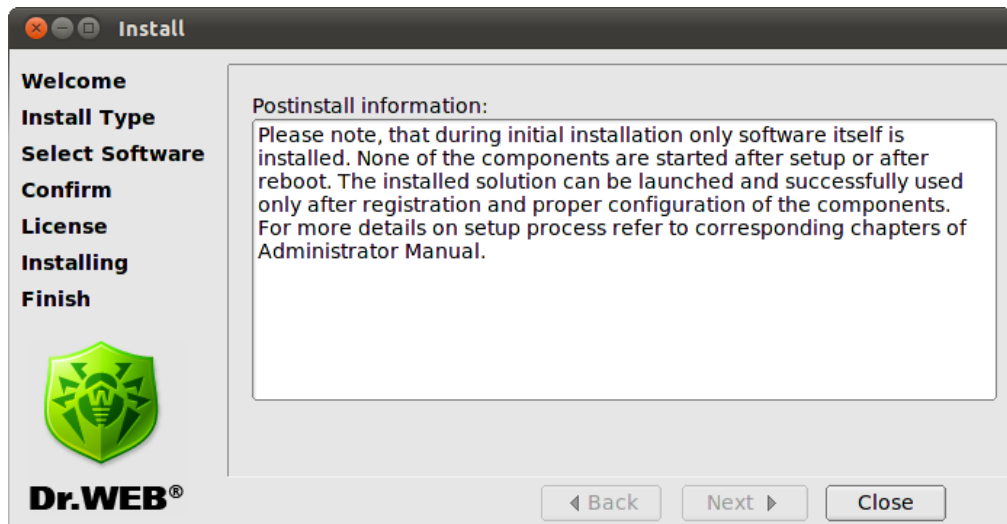 Install
Welcome
Install Type
Select Software
Confirm
License
Installing
Finish
Dr.WEB®
Postinstall information:
Please note, that during initial installation only software itself is
installed. None of the components are started after setup or after
reboot. The installed solution can be launched and successfully used
only after registration and proper configuration of the components.
For more details on setup process refer to corresponding chapters of
Administrator Manual.
Back
Next
Close